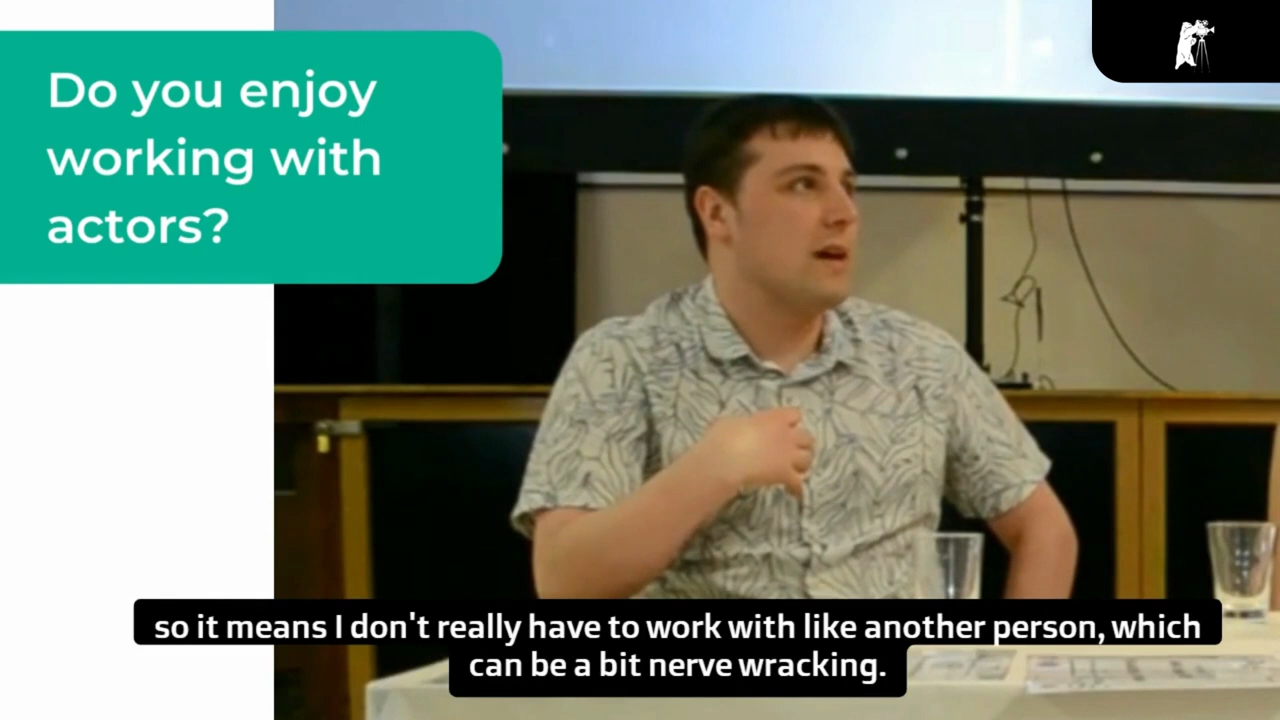 Do you enjoy
working with
actors?
so it means I don't really have to work with like another person, which
can be a bit nerve wracking.